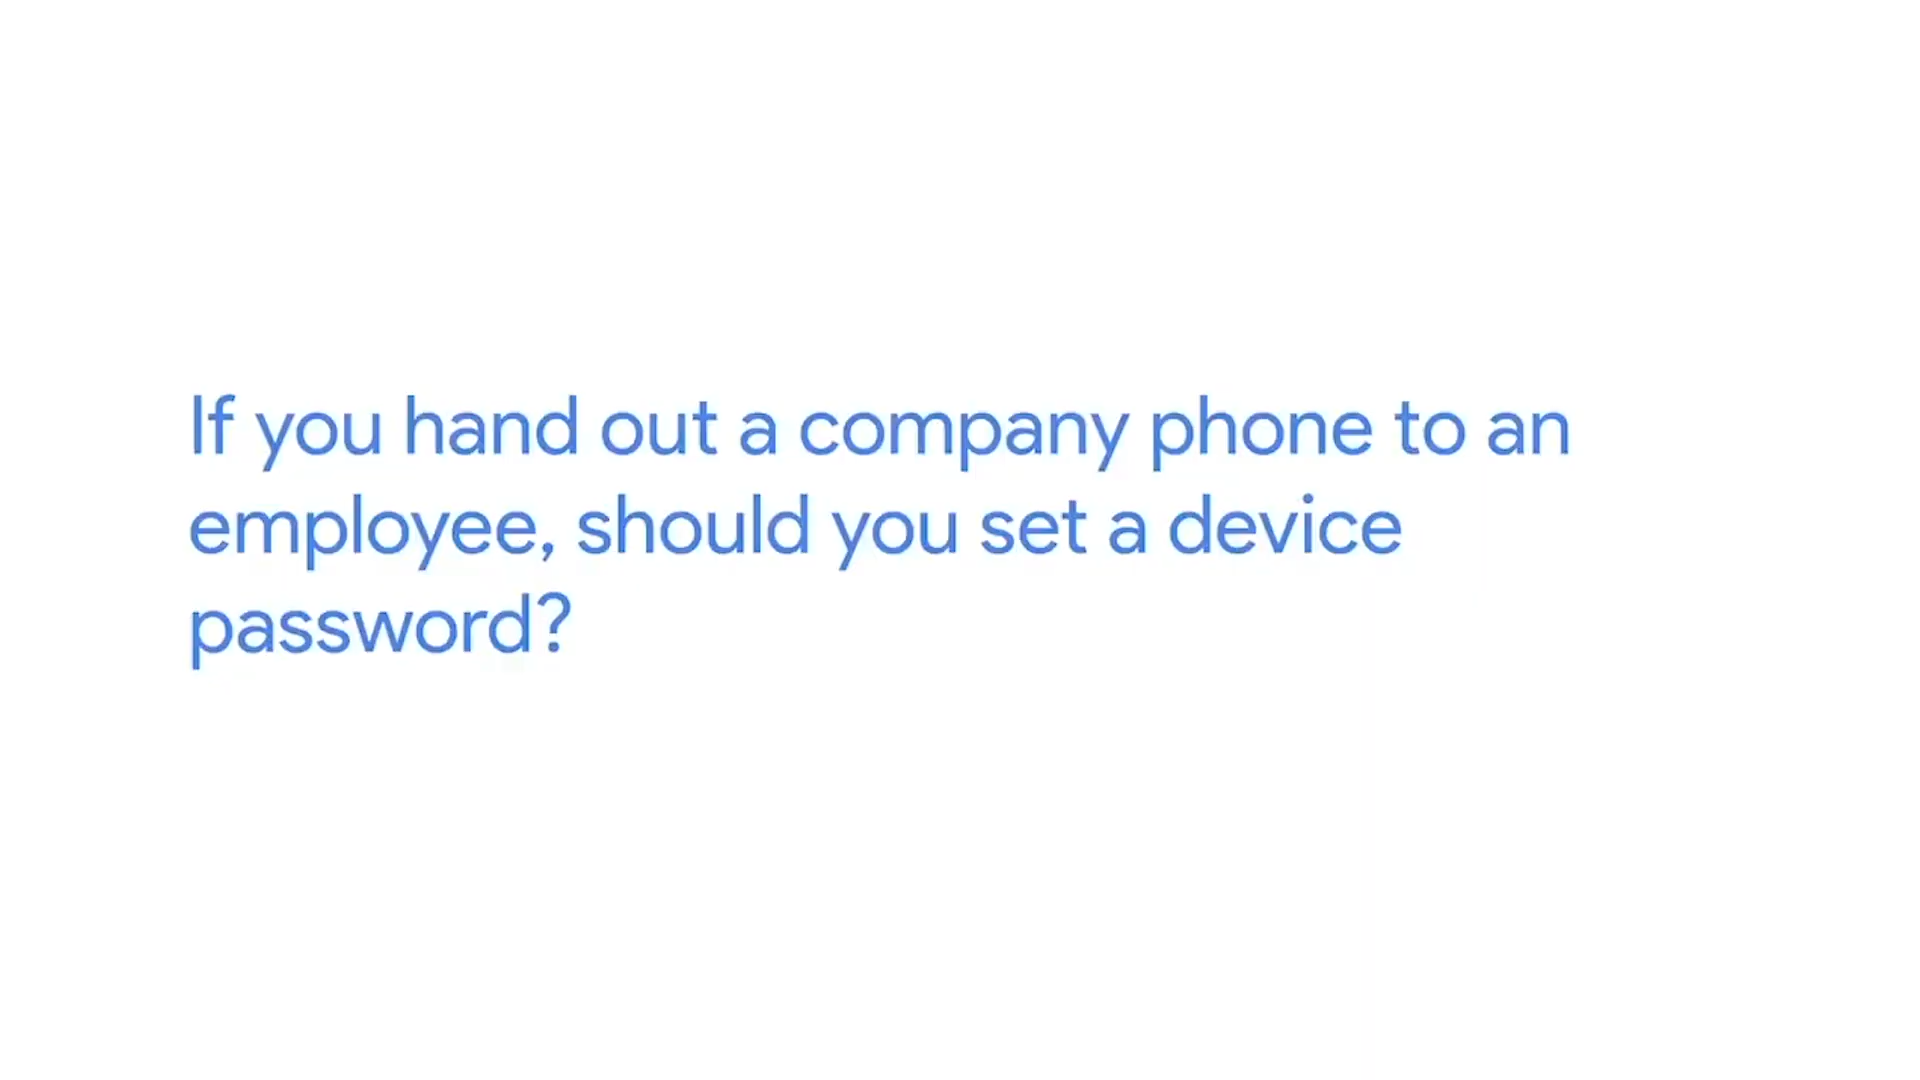 If you hand out a company phone to an
employee, should you set a device
password?